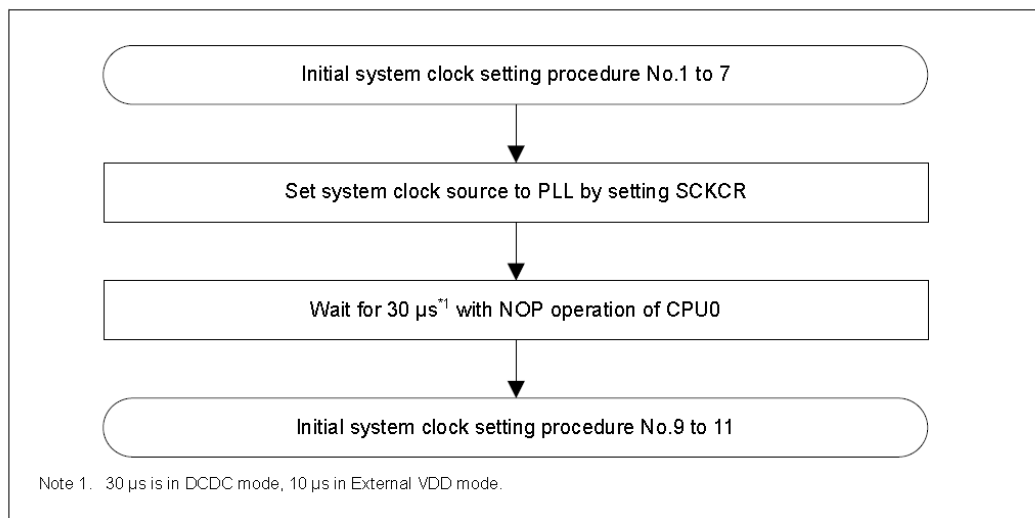 Initial system clock setting procedure No.1 to 7
Set system clock source to PLL by setting SCKCR
Wait for 30 µs*1 with NOP operation of CPU0
Initial system clock setting procedure No.9 to 11
Note 1. 30 µs is in DCDC mode, 10 µs in External VDD mode.